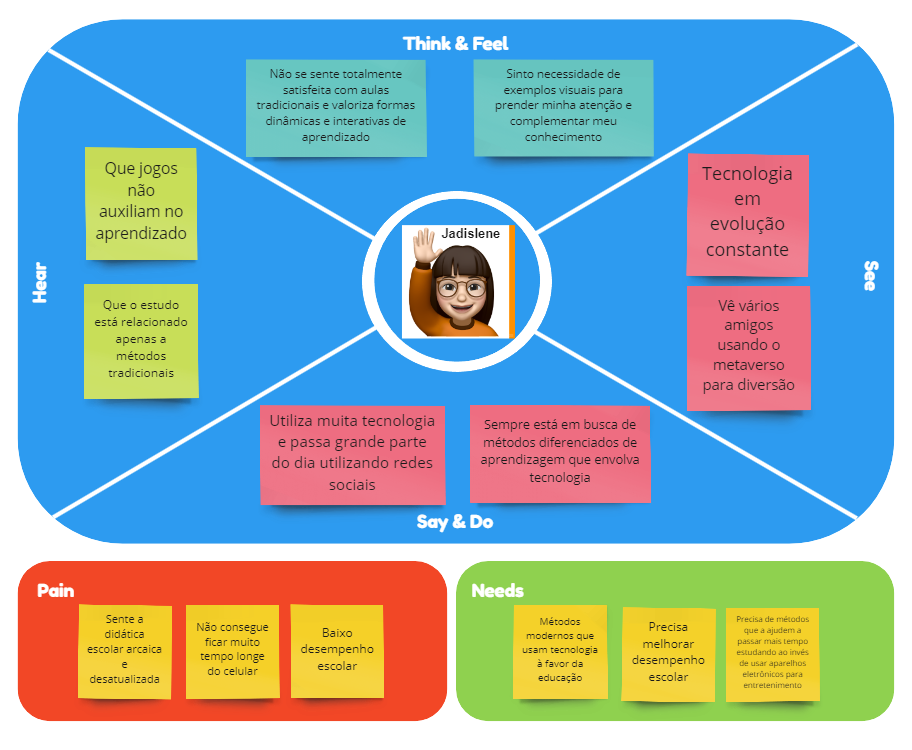 Think & Feel
Não se sente totalmente
satisfeita com aulas
tradicionais e valoriza formas
dinâmicas e interativas de
aprendizado
Sinto necessidade de
exemplos visuais para
prender minha atenção e
complementar meu
conhecimento
Hear
Que jogos
não
auxiliam no
aprendizado
Que o estudo
está relacionado
apenas a
métodos
tradicionais
Jadislene
See
Tecnologia
em
evolução
constante
Vê vários
amigos
usando o
metaverso
para diversão
Utiliza muita tecnologia
e passa grande parte
do dia utilizando redes
sociais
Sempre está em busca de
métodos diferenciados de
aprendizagem que envolva
tecnologia
Say & Do
Pain
Sente a
didática
escolar arcaica
e
desatualizada
Não consegue
ficar muito
tempo longe
do celular
Baixo
desempenho
escolar
Needs
Métodos
modernos que
usam tecnologia
à favor da
educação
Precisa
melhorar
desempenho
escolar
Precisa de métodos
que a ajudem a
passar mais tempo
estudando ao invés
de usar aparelhos
eletrônicos para
entretenimento